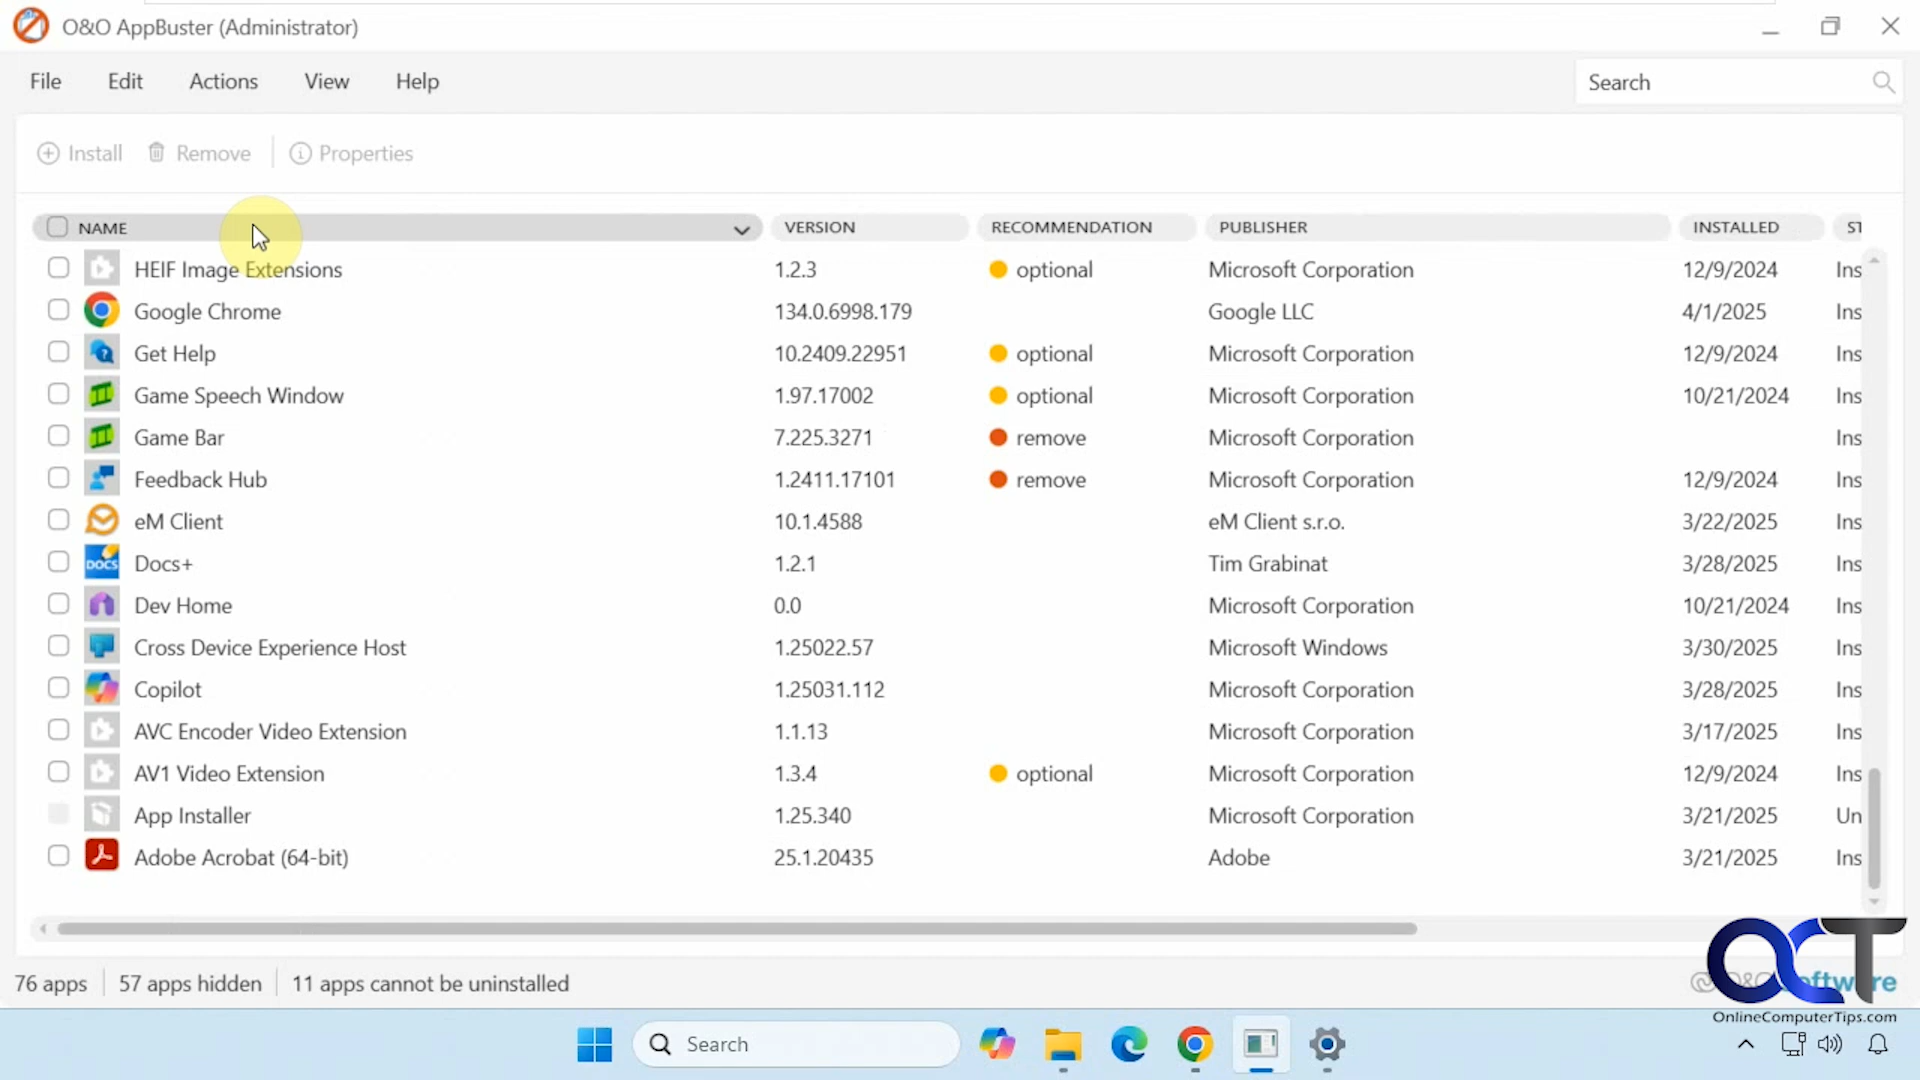 O&O AppBuster (Administrator)
File Edit Actions View Help
Search
Install Remove Properties
NAME VERSION RECOMMENDATION PUBLISHER INSTALLED ST
HEIF Image Extensions 1.2.3 optional Microsoft Corporation 12/9/2024 Ins
Google Chrome 134.0.6998.179 Google LLC 4/1/2025 Ins
Get Help 10.2409.22951 optional Microsoft Corporation 12/9/2024 Ins
Game Speech Window 1.97.17002 optional Microsoft Corporation 10/21/2024 Ins
Game Bar 7.225.3271 remove Microsoft Corporation Ins
Feedback Hub 1.2411.17101 remove Microsoft Corporation 12/9/2024 Ins
eM Client 10.1.4588 eM Client s.r.o. 3/22/2025 Ins
DOCS Docs+ 1.2.1 Tim Grabinat 3/28/2025 Ins
Dev Home 0.0 Microsoft Corporation 10/21/2024 Ins
Cross Device Experience Host 1.25022.57 Microsoft Windows 3/30/2025 Ins
Copilot 1.25031.112 Microsoft Corporation 3/28/2025 Ins
AVC Encoder Video Extension 1.1.13 Microsoft Corporation 3/17/2025 Ins
AV1 Video Extension 1.3.4 optional Microsoft Corporation 12/9/2024 Ins
App Installer 1.25.340 Microsoft Corporation 3/21/2025 Un
Adobe Acrobat (64-bit) 25.1.20435 Adobe 3/21/2025 Ins
76 apps 57 apps hidden 11 apps cannot be uninstalled
OCT
OnlineComputerTips.com
Search